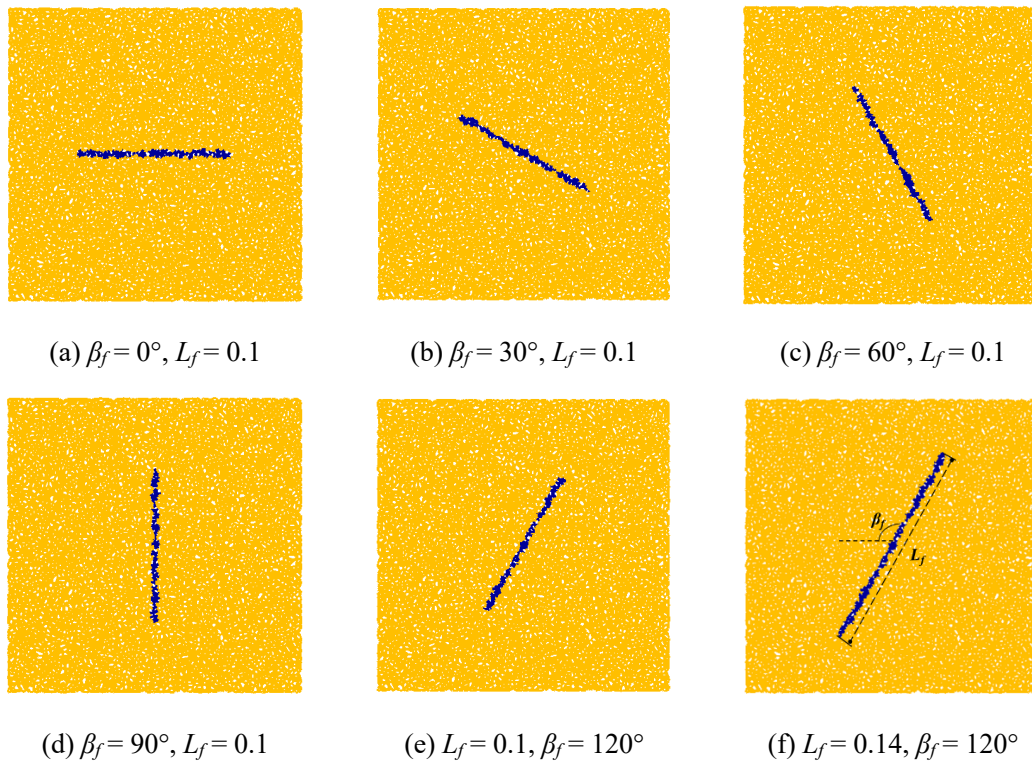 (a) βf = 0°, Lf = 0.1
(b) βf = 30°, Lf = 0.1
(c) βf = 60°, Lf = 0.1
βf
Lf
(d) βf = 90°, Lf = 0.1
(e) Lf = 0.1, βf = 120°
(f) Lf = 0.14, βf = 120°